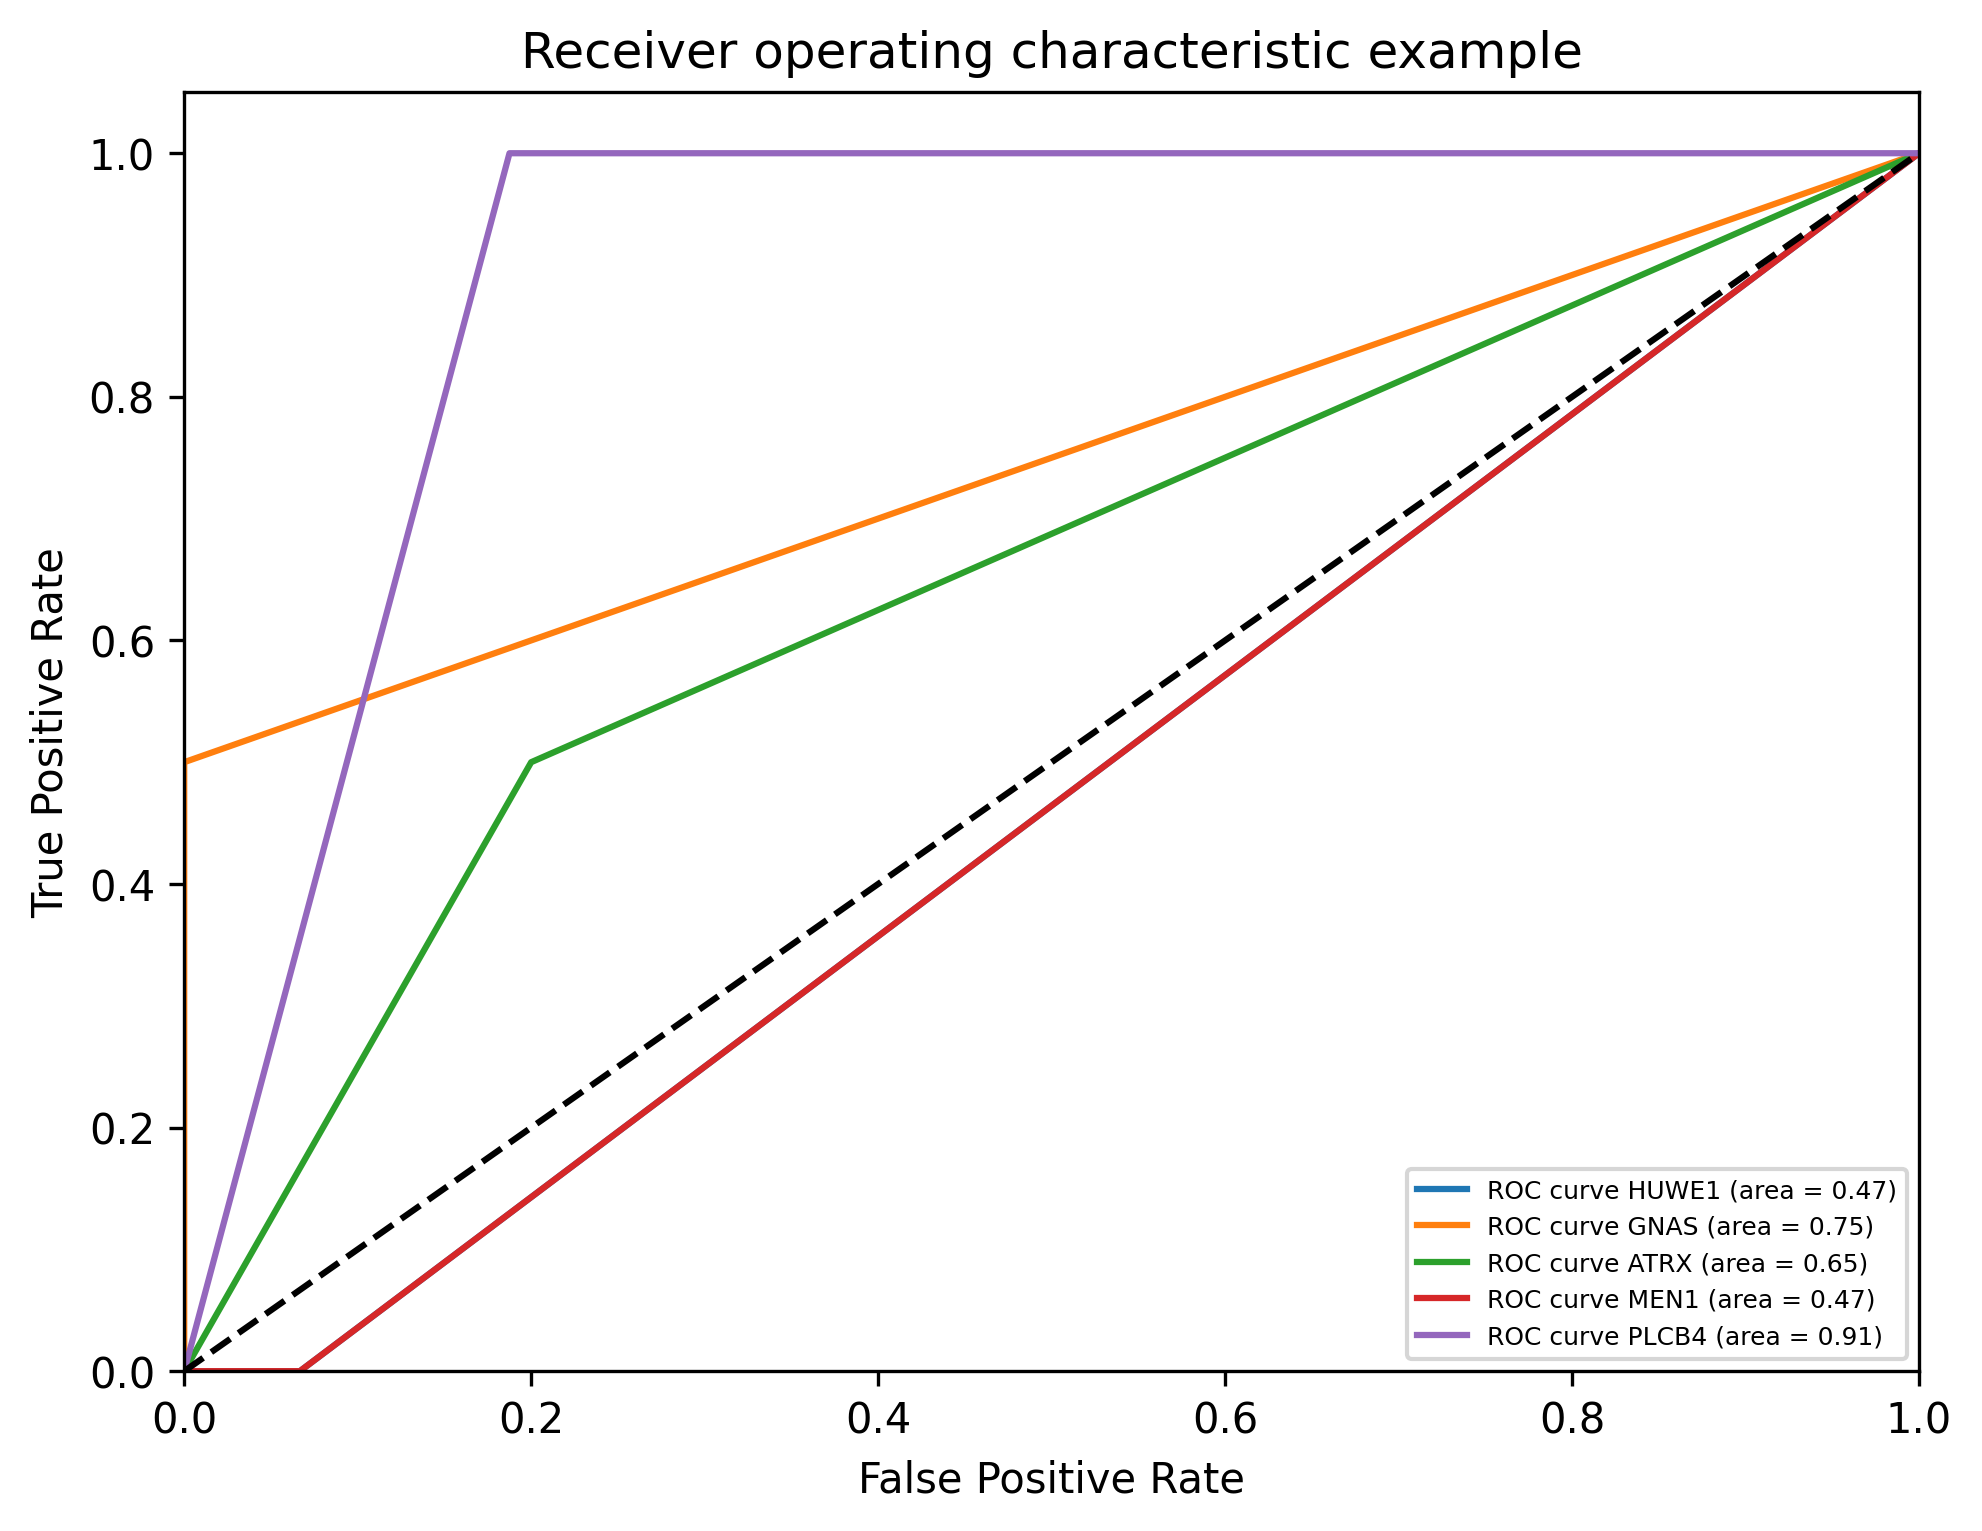 Receiver operating characteristic example
1.0
0.8
0.6
0.4
0.2
0.0
True Positive Rate
0.0 0.2 0.4 0.6 0.8 1.0
False Positive Rate
ROC curve HUWE1 (area = 0.47)
ROC curve GNAS (area = 0.75)
ROC curve ATRX (area = 0.65)
ROC curve MEN1 (area = 0.47)
ROC curve PLCB4 (area = 0.91)